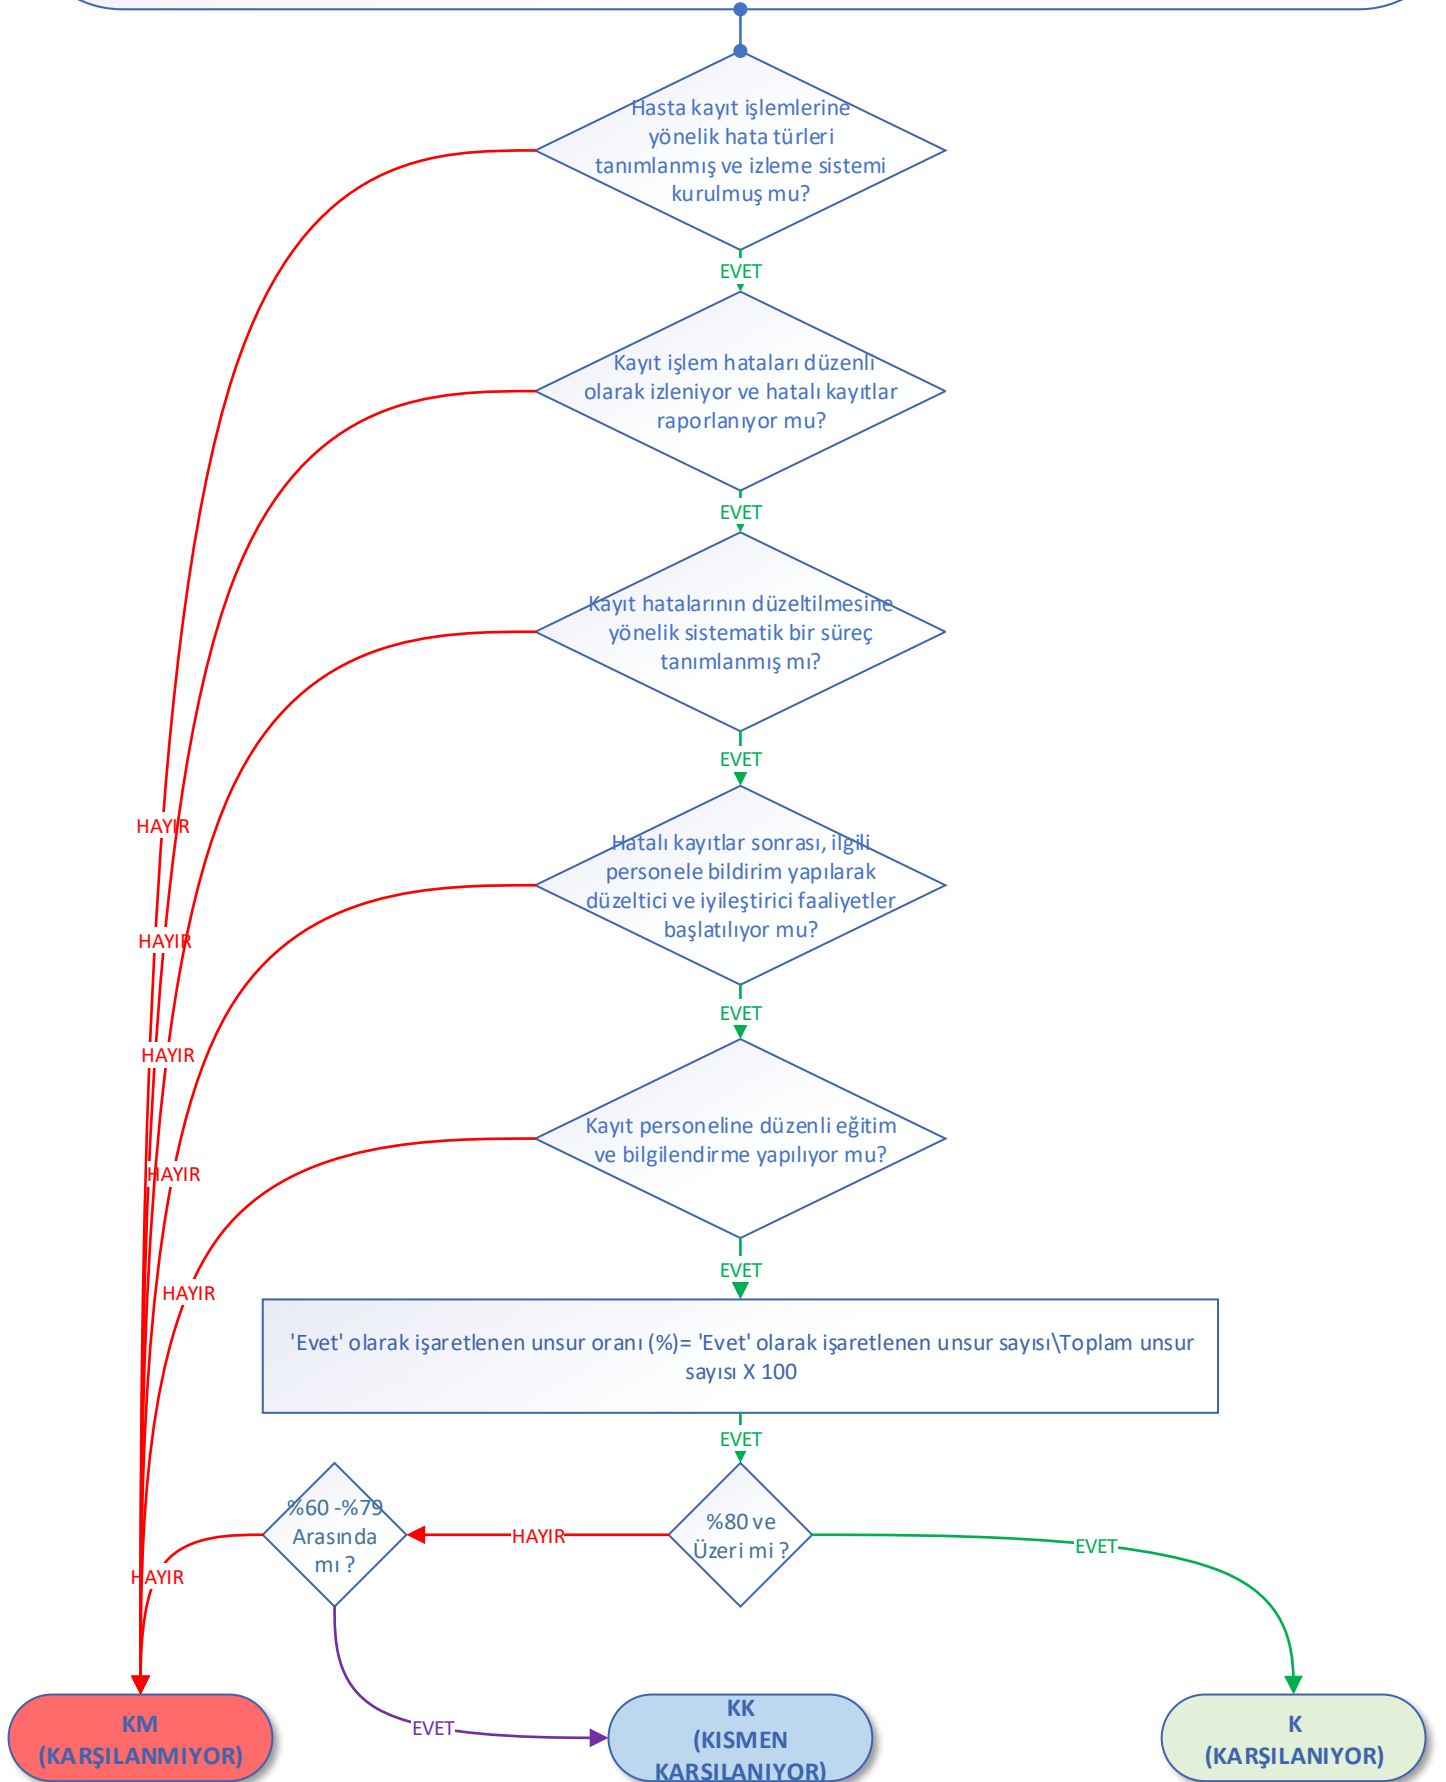 Hasta kayıt işlemlerine
yönelik hata türleri
tanımlanmış ve izleme sistemi
kurulmuş mu?
EVET
Kayıt işlem hataları düzenli
olarak izleniyor ve hatalı kayıtlar
raporlanıyor mu?
EVET
Kayıt hatalarının düzeltilmesine
yönelik sistematik bir süreç
tanımlanmış mı?
EVET
HAYIR
Hatalı kayıtlar sonrası, ilgili
personele bildirim yapılarak
düzeltici ve iyileştirici faaliyetler
başlatılıyor mu?
HAYIR
EVET
HAYIR
Kayıt personeline düzenli eğitim
ve bilgilendirme yapılıyor mu?
HAYIR
EVET
HAYIR
'Evet' olarak işaretlenen unsur oranı (%)= 'Evet' olarak işaretlenen unsur sayısı\Toplam unsur
sayısı X 100
EVET
%60 -%79
Arasında
mı ?
HAYIR
%80 ve
Üzeri mi ?
EVET
HAYIR
EVET
KM
(KARŞILANMIYOR)
KK
(KISMEN
KARŞILANIYOR)
K
(KARŞILANIYOR)